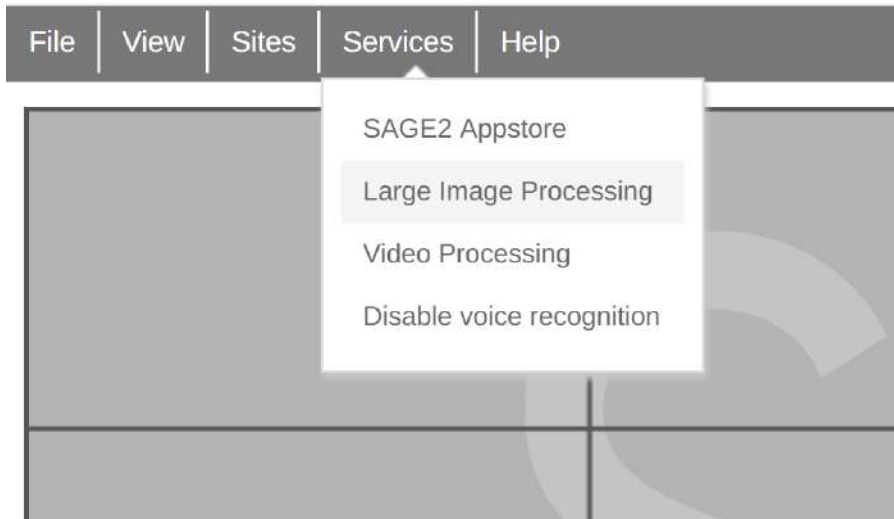 File View Sites Services Help
SAGE2 Appstore
Large Image Processing
Video Processing
Disable voice recognition